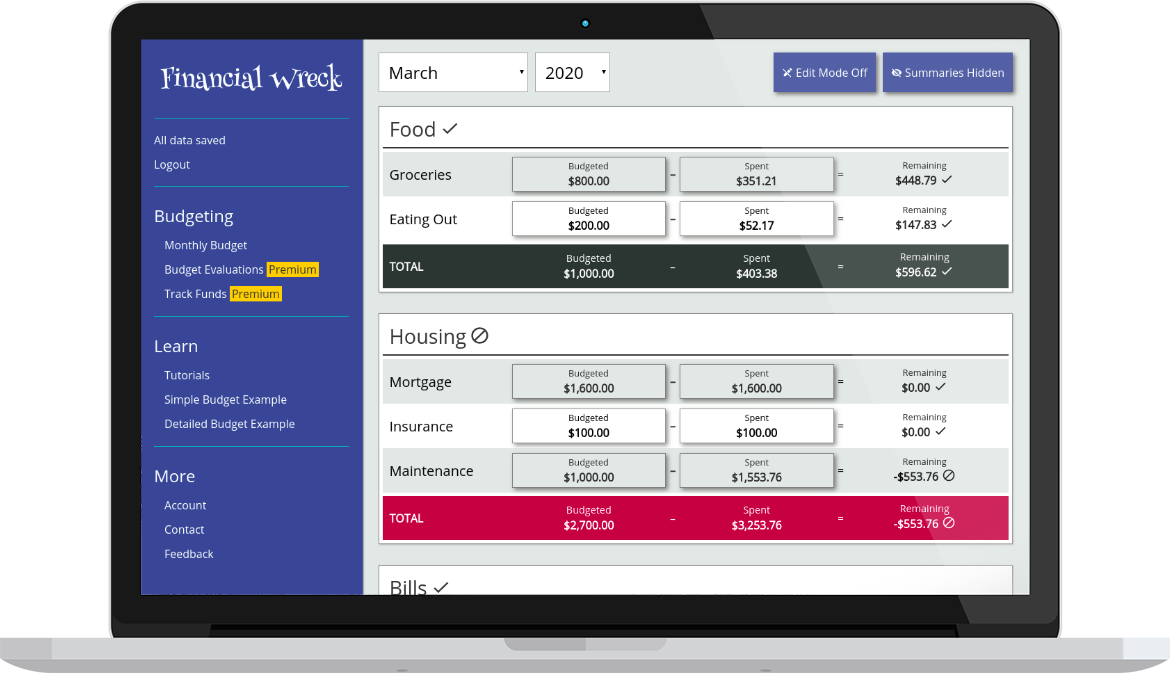 Financial Wreck
All data saved
Logout
Budgeting
Monthly Budget
Budget Evaluations Premium
Track Funds Premium
Learn
Tutorials
Simple Budget Example
Detailed Budget Example
More
Account
Contact
Feedback
March 2020 Edit Mode Off Summaries Hidden
Food
Budgeted Spent Remaining
Groceries $800.00 - $351.21 = $448.79
Budgeted Spent Remaining
Eating Out $200.00 - $52.17 = $147.83
Budgeted Spent Remaining
TOTAL $1,000.00 - $403.38 = $596.62
Housing
Budgeted Spent Remaining
Mortgage $1,600.00 - $1,600.00 = $0.00
Budgeted Spent Remaining
Insurance $100.00 - $100.00 = $0.00
Budgeted Spent Remaining
Maintenance $1,000.00 - $1,553.76 = -$553.76
Budgeted Spent Remaining
TOTAL $2,700.00 - $3,253.76 = -$553.76
Bills